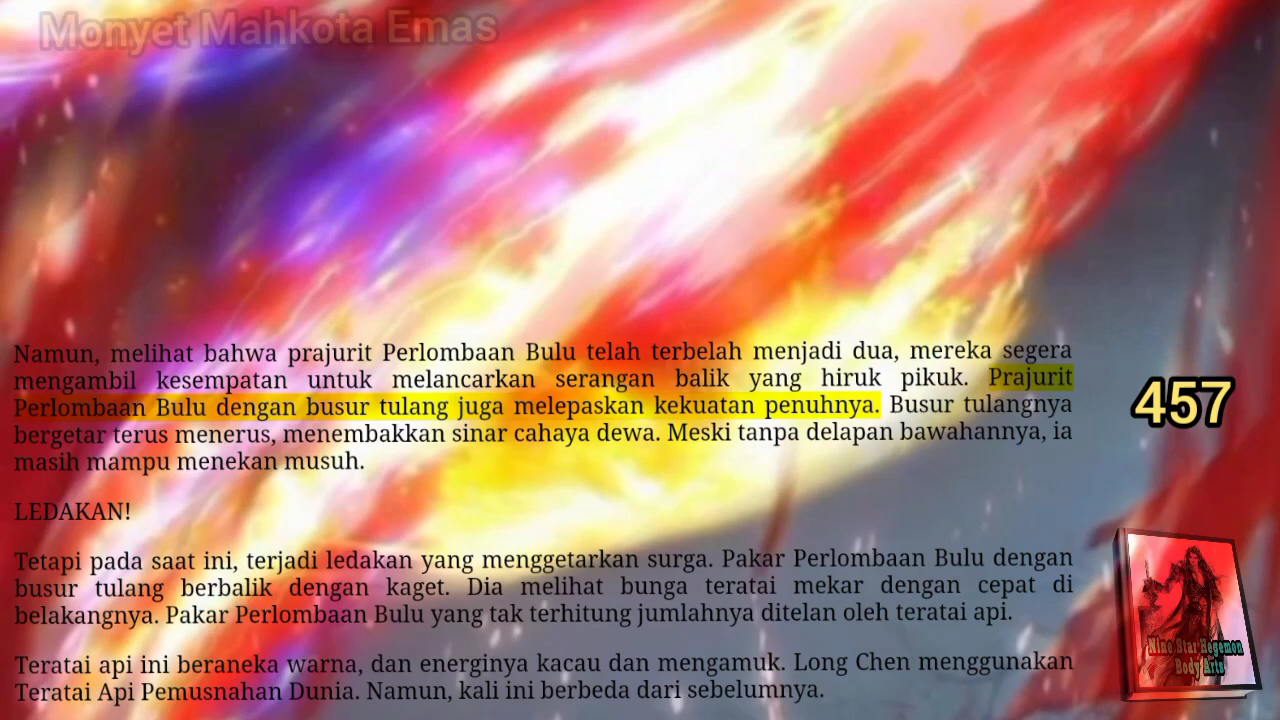 Monyet Mahkota Emas
Namun, melihat bahwa prajurit Perlombaan Bulu telah terbelah menjadi dua, mereka segera
mengambil kesempatan untuk melancarkan serangan balik yang hiruk pikuk. Prajurit
Perlombaan Bulu dengan busur tulang juga melepaskan kekuatan penuhnya. Busur tulangnya
bergetar terus menerus, menembakkan sinar cahaya dewa. Meski tanpa delapan bawahannya, ia
masih mampu menekan musuh.
457
LEDAKAN!
Tetapi pada saat ini, terjadi ledakan yang menggetarkan surga. Pakar Perlombaan Bulu dengan
busur tulang berbalik dengan kaget. Dia melihat bunga teratai mekar dengan cepat di
belakangnya. Pakar Perlombaan Bulu yang tak terhitung jumlahnya ditelan oleh teratai api.
Teratai api ini beraneka warna, dan energinya kacau dan mengamuk. Long Chen menggunakan
Teratai Api Pemusnahan Dunia. Namun, kali ini berbeda dari sebelumnya.
Nine Star Hegemon
Body Arts